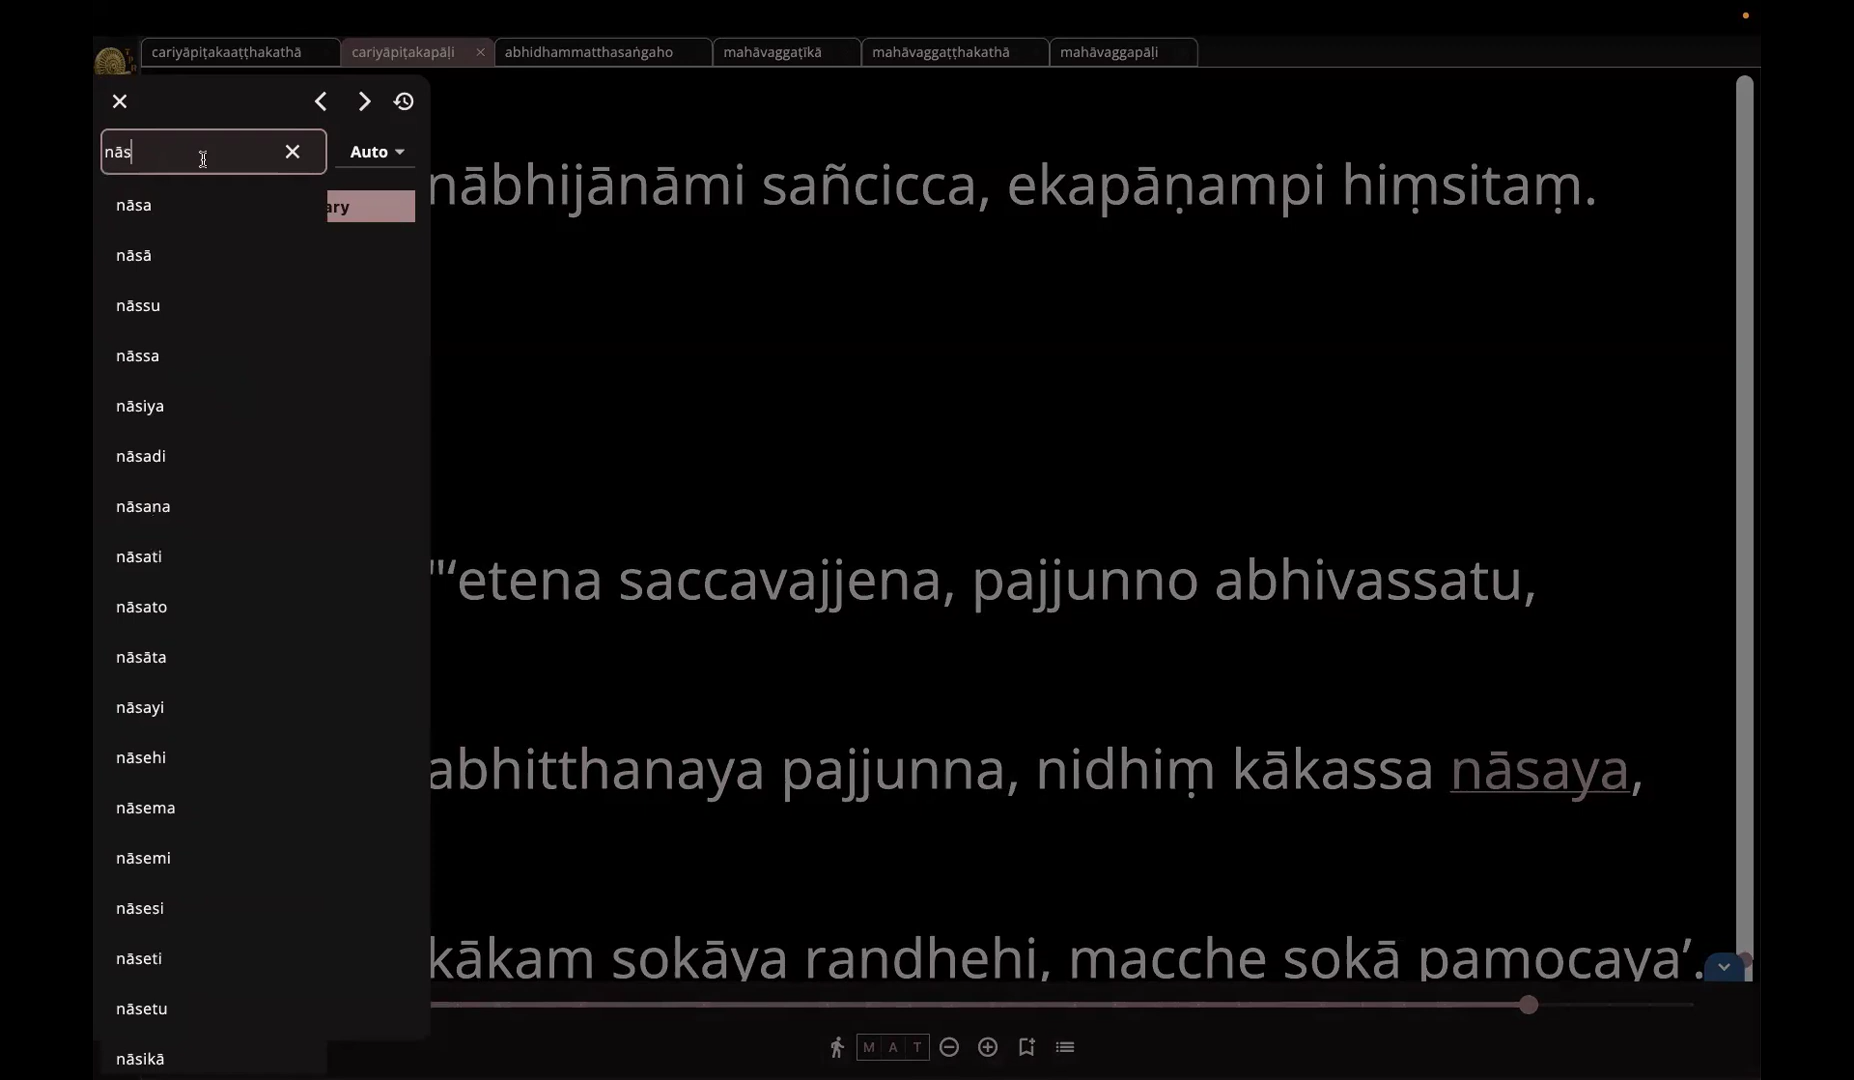 cariyāpiṭakaaṭṭhakathā
cariyāpiṭakapāḷi
abhidhammatthasaṅgaho
mahāvaggaṭīkā
mahāvaggaṭṭhakathā
mahāvaggapāḷi
T P R
nās
Auto
ary
nāsa
nāsā
nāssu
nāssa
nāsiya
nāsadi
nāsana
nāsati
nāsato
nāsāta
nāsayi
nāsehi
nāsema
nāsemi
nāsesi
nāseti
nāsetu
nāsikā
nābhijānāmi sañcicca, ekapāṇampi hiṃsitaṃ.
"‘etena saccavajjena, pajjunno abhivassatu,
abhitthanaya pajjunna, nidhiṃ kākassa nāsaya,
kākaṃ sokāya randhehi, macche sokā pamocaya’.
M A T